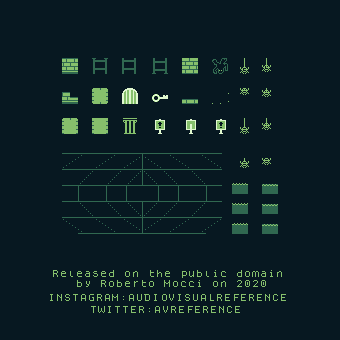 Released on the public domain
by Roberto Mocci on 2020
INSTAGRAM:AUDIOVISUALREFERENCE
TWITTER:AVREFERENCE